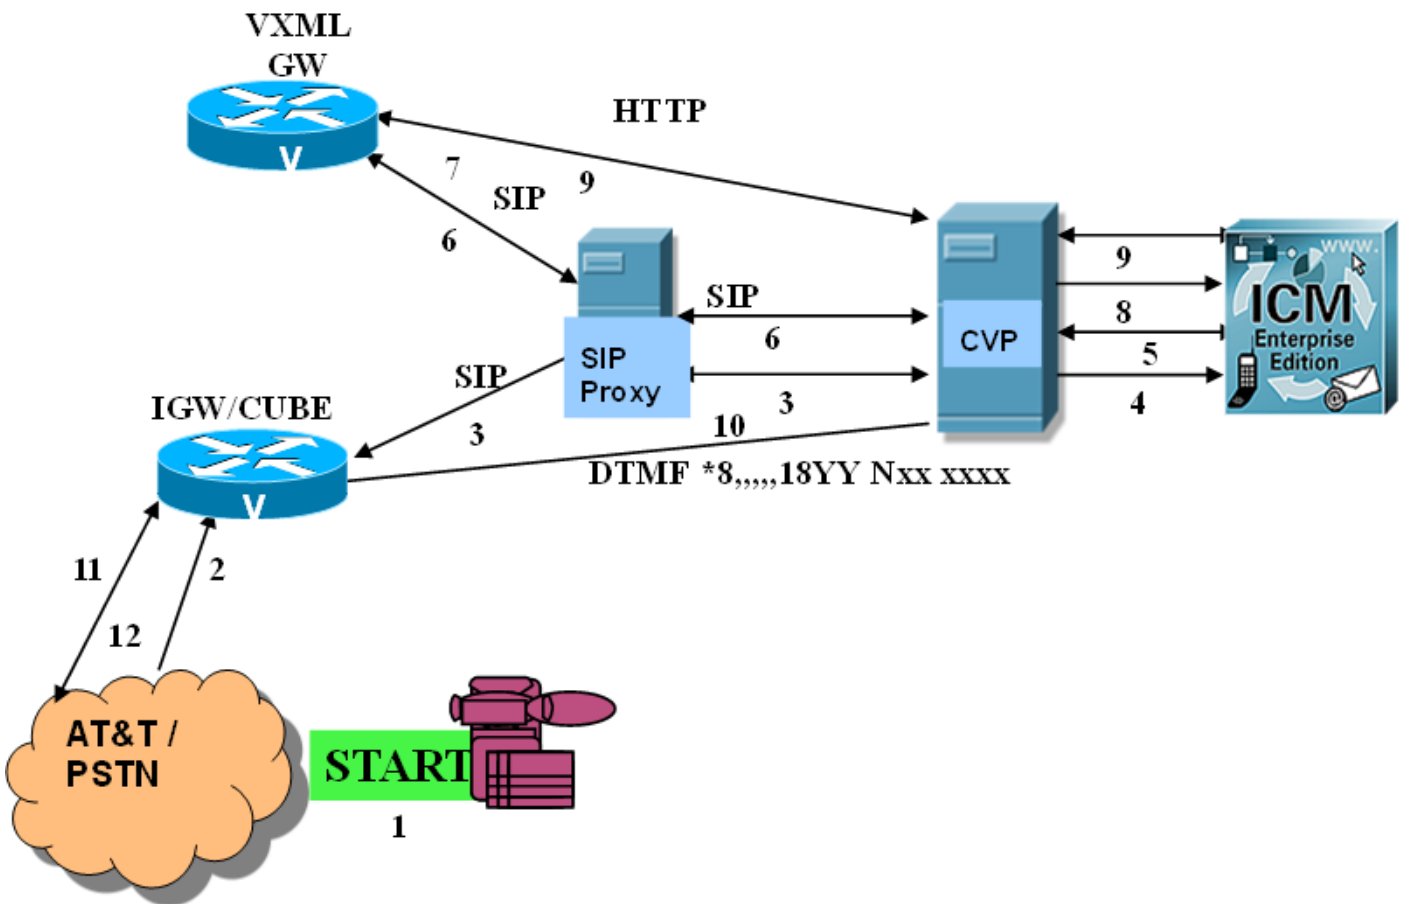 VXML
GW
V
HTTP
7
9
SIP
6
SIP
6
SIP
Proxy
3
CVP
9
8
5
4
www.
ICM
Enterprise
Edition
@
SIP
3
IGW/CUBE
V
10
DTMF *8,,,,,18YY Nxx xxxx
11
2
12
AT&T /
PSTN
START
1